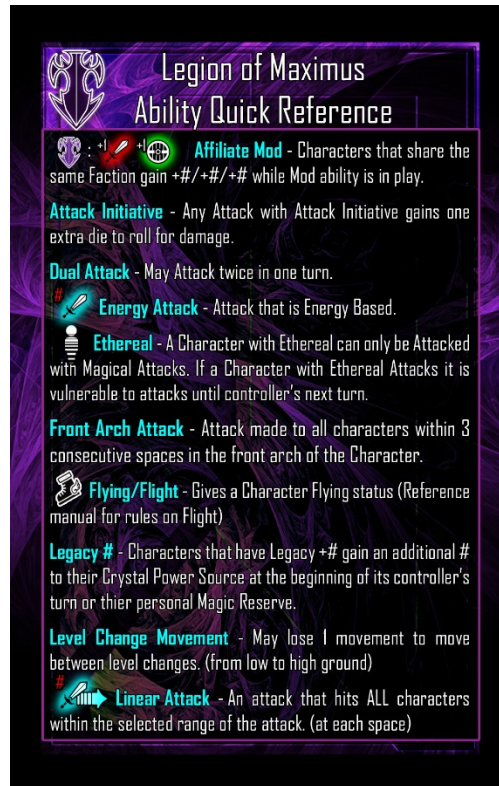 Legion of Maximus
Ability Quick Reference
: +1 +1 Affiliate Mod - Characters that share the
same Faction gain +#/+#/+# while Mod ability is in play.
Attack Initiative - Any Attack with Attack Initiative gains one
extra die to roll for damage.
Dual Attack - May Attack twice in one turn.
# Energy Attack - Attack that is Energy Based.
Ethereal - A Character with Ethereal can only be Attacked
with Magical Attacks. If a Character with Ethereal Attacks it is
vulnerable to attacks until controller's next turn.
Front Arch Attack - Attack made to all characters within 3
consecutive spaces in the front arch of the Character.
Flying/Flight - Gives a Character Flying status (Reference
manual for rules on Flight)
Legacy # - Characters that have Legacy +# gain an additional #
to their Crystal Power Source at the beginning of its controller's
turn or thier personal Magic Reserve.
Level Change Movement - May lose 1 movement to move
between level changes. (from low to high ground)
# Linear Attack - An attack that hits ALL characters
within the selected range of the attack. (at each space)